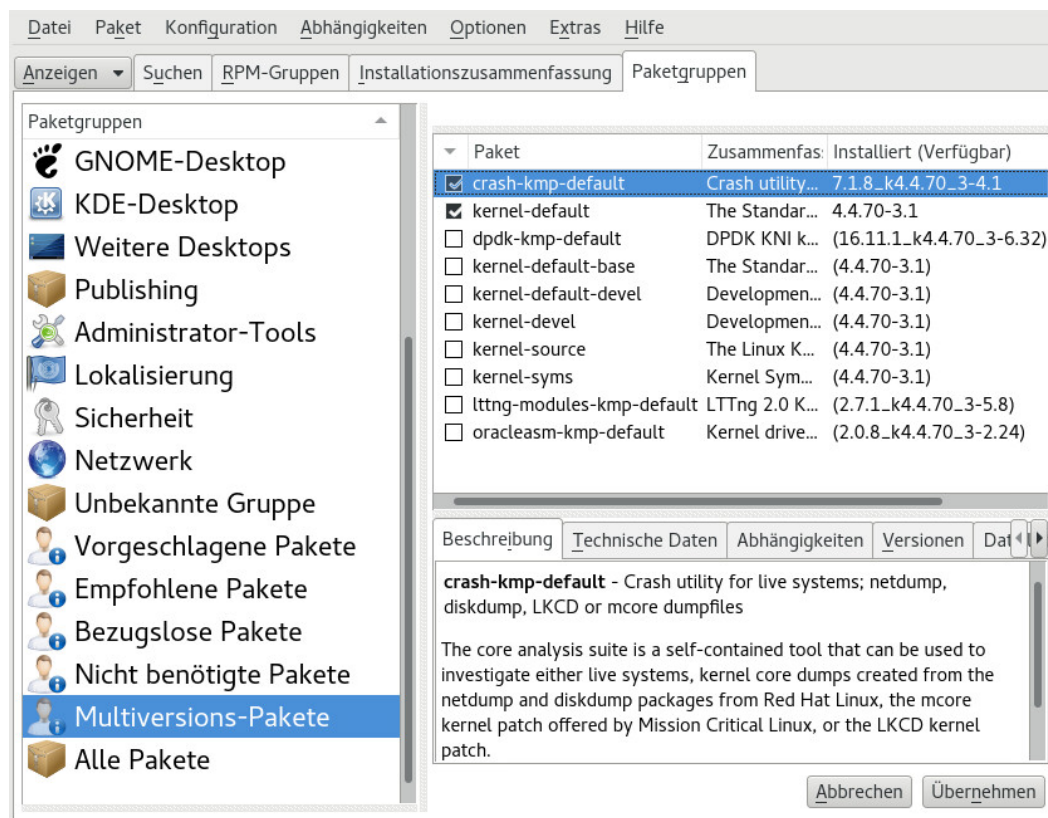 Datei Paket Konfiguration Abhängigkeiten Optionen Extras Hilfe
Anzeigen Suchen RPM-Gruppen Installationszusammenfassung Paketgruppen
Paketgruppen
GNOME-Desktop
KDE-Desktop
Weitere Desktops
Publishing
Administrator-Tools
Lokalisierung
Sicherheit
Netzwerk
Unbekannte Gruppe
Vorgeschlagene Pakete
Empfohlene Pakete
Bezugslose Pakete
Nicht benötigte Pakete
Multiversions-Pakete
Alle Pakete
Paket Zusammenfas: Installiert (Verfügbar)
crash-kmp-default Crash utility... 7.1.8_k4.4.70_3-4.1
kernel-default The Standar... 4.4.70-3.1
dpdk-kmp-default DPDK KNI k... (16.11.1_k4.4.70_3-6.32)
kernel-default-base The Standar... (4.4.70-3.1)
kernel-default-devel Developmen... (4.4.70-3.1)
kernel-devel Developmen... (4.4.70-3.1)
kernel-source The Linux K... (4.4.70-3.1)
kernel-syms Kernel Sym... (4.4.70-3.1)
lttng-modules-kmp-default LTTng 2.0 K... (2.7.1_k4.4.70_3-5.8)
oracleasm-kmp-default Kernel drive... (2.0.8_k4.4.70_3-2.24)
Beschreibung Technische Daten Abhängigkeiten Versionen Dat
crash-kmp-default - Crash utility for live systems; netdump,
diskdump, LKCD or mcore dumpfiles
The core analysis suite is a self-contained tool that can be used to
investigate either live systems, kernel core dumps created from the
netdump and diskdump packages from Red Hat Linux, the mcore
kernel patch offered by Mission Critical Linux, or the LKCD kernel
patch.
Abbrechen Übernehmen